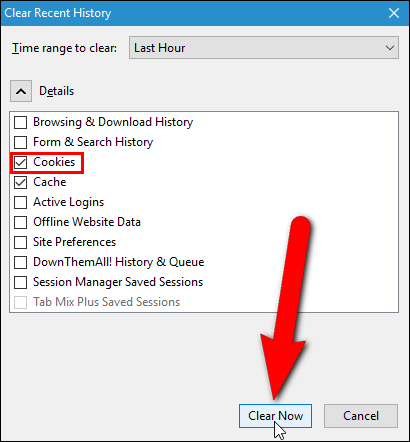 Clear Recent History
Time range to clear: Last Hour
Details
Browsing & Download History
Form & Search History
Cookies
Cache
Active Logins
Offline Website Data
Site Preferences
DownThemAll! History & Queue
Session Manager Saved Sessions
Tab Mix Plus Saved Sessions
Clear Now Cancel